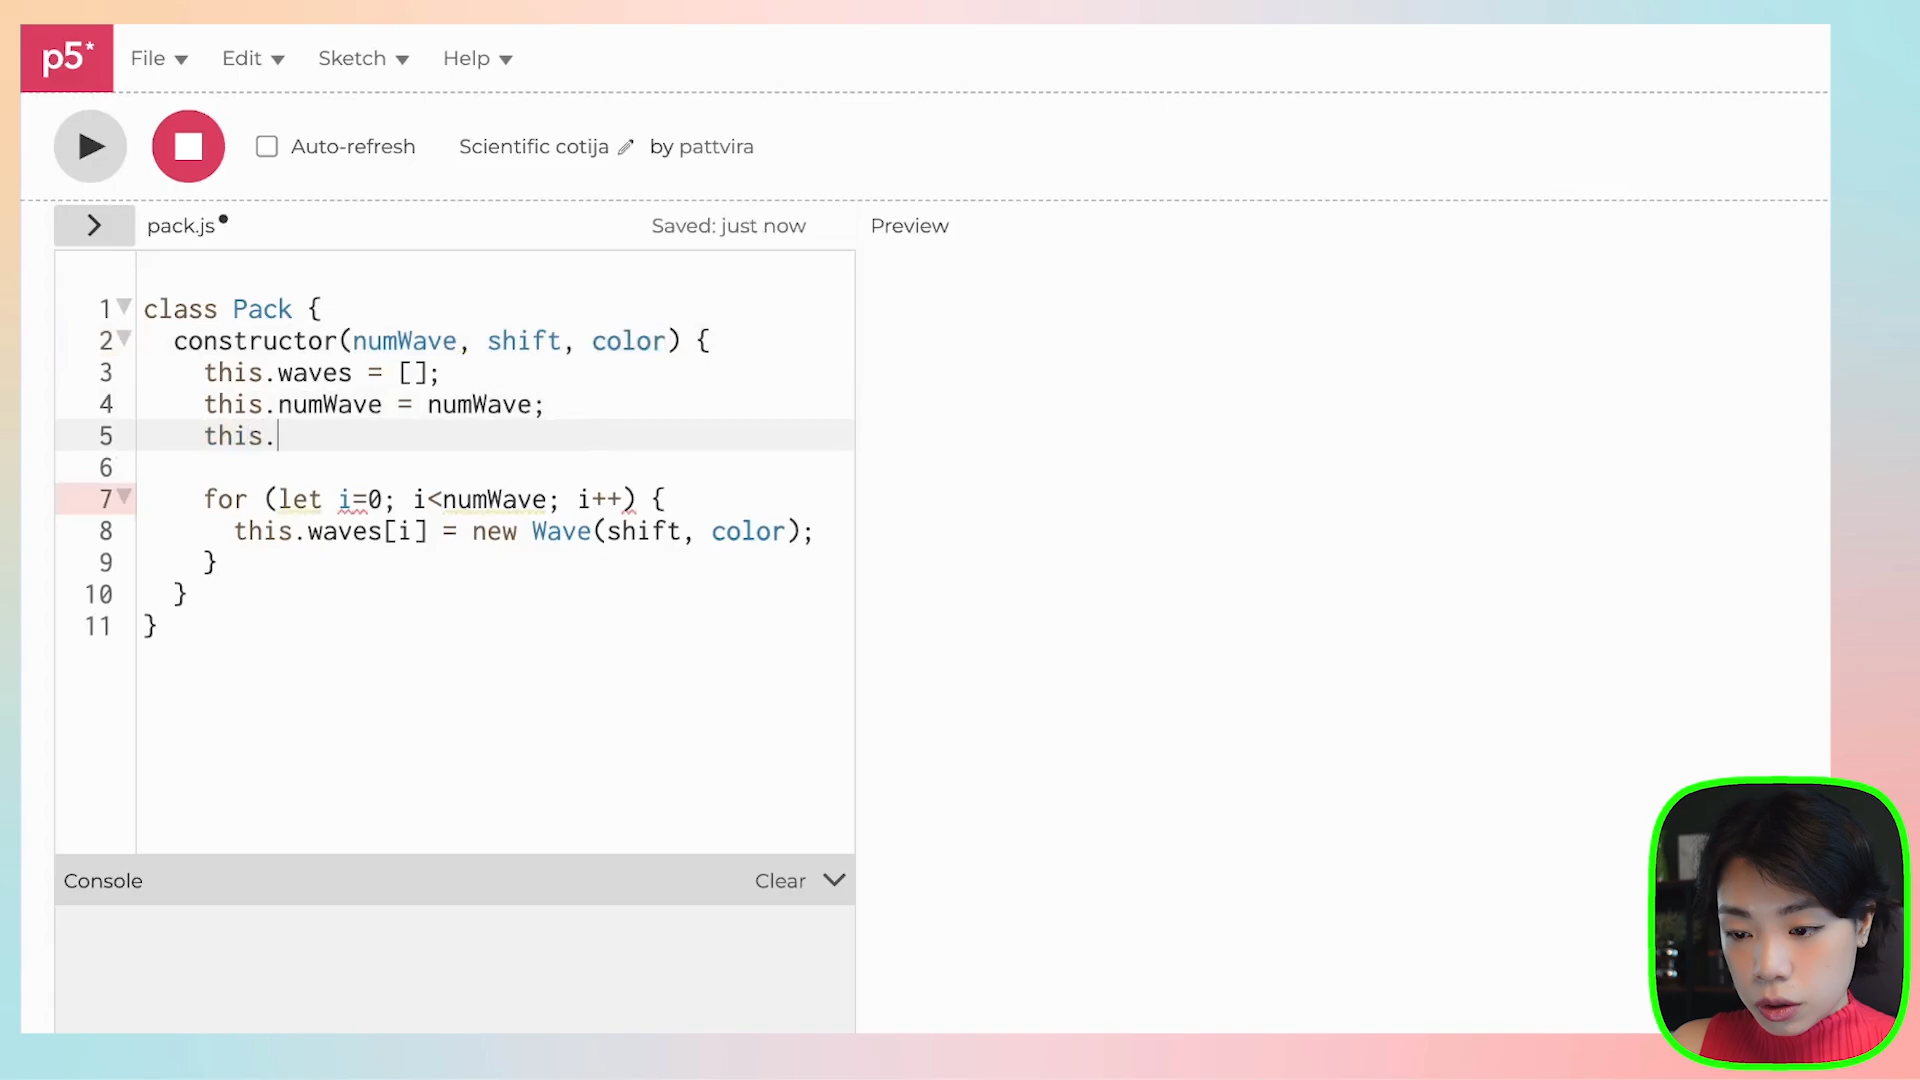 p5*
File Edit Sketch Help
Auto-refresh Scientific cotija by pattvira
pack.js Saved: just now Preview
1 class Pack {
2 constructor(numWave, shift, color) {
3 this.waves = [];
4 this.numWave = numWave;
5 this.
6
7 for (let i=0; i<numWave; i++) {
8 this.waves[i] = new Wave(shift, color);
9 }
10 }
11 }
Console Clear